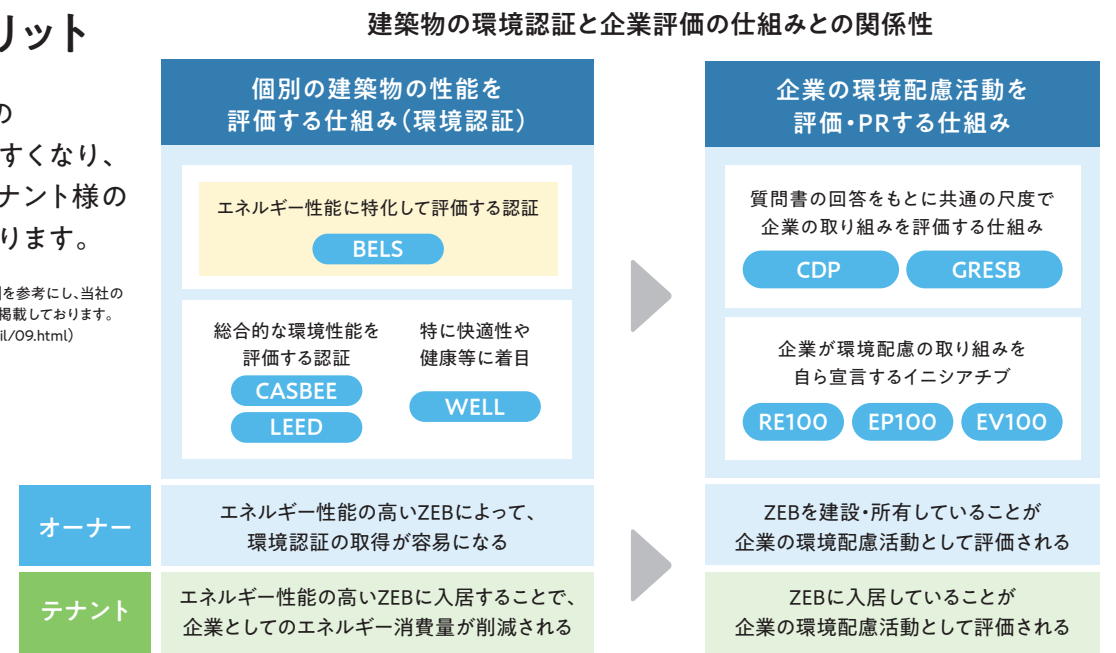 リット
の
すくなり、
ナント様の
ります。
を参考にし、当社の
掲載しております。
il/09.html）
建築物の環境認証と企業評価の仕組みとの関係性
個別の建築物の性能を
評価する仕組み（環境認証）
エネルギー性能に特化して評価する認証
BELS
総合的な環境性能を
評価する認証
CASBEE
LEED
特に快適性や
健康等に着目
WELL
企業の環境配慮活動を
評価・PRする仕組み
質問書の回答をもとに共通の尺度で
企業の取り組みを評価する仕組み
CDP
GRESB
企業が環境配慮の取り組みを
自ら宣言するイニシアチブ
RE100
EP100
EV100
オーナー
エネルギー性能の高いZEBによって、
環境認証の取得が容易になる
ZEBを建設・所有していることが
企業の環境配慮活動として評価される
テナント
エネルギー性能の高いZEBに入居することで、
企業としてのエネルギー消費量が削減される
ZEBに入居していることが
企業の環境配慮活動として評価される